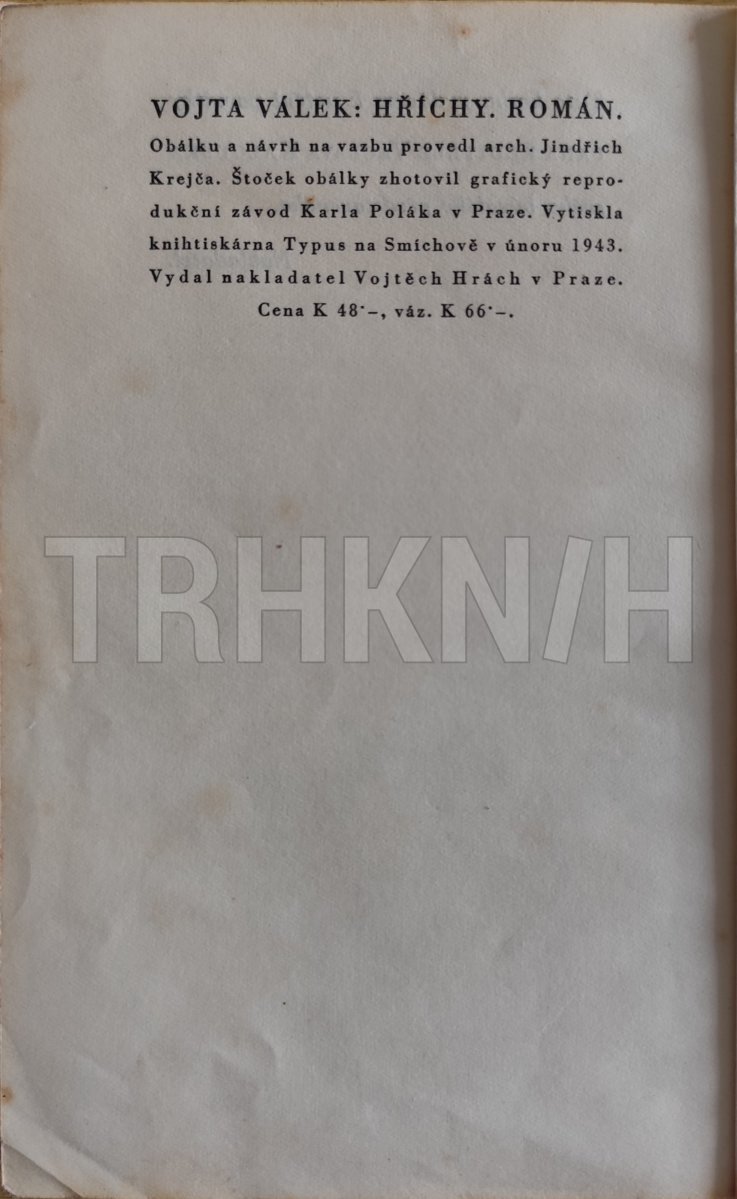 VOJTA VÁLEK: HŘÍCHY. ROMÁN.
Obálku a návrh na vazbu provedl arch. Jindřich
Krejča. Štoček obálky zhotovil grafický repro-
dukční závod Karla Poláka v Praze. Vytiskla
knihtiskárna Typus na Smíchově v únoru 1943.
Vydal nakladatel Vojtěch Hrách v Praze.
Cena K 48·–, váz. K 66·–.
TRHKNIH